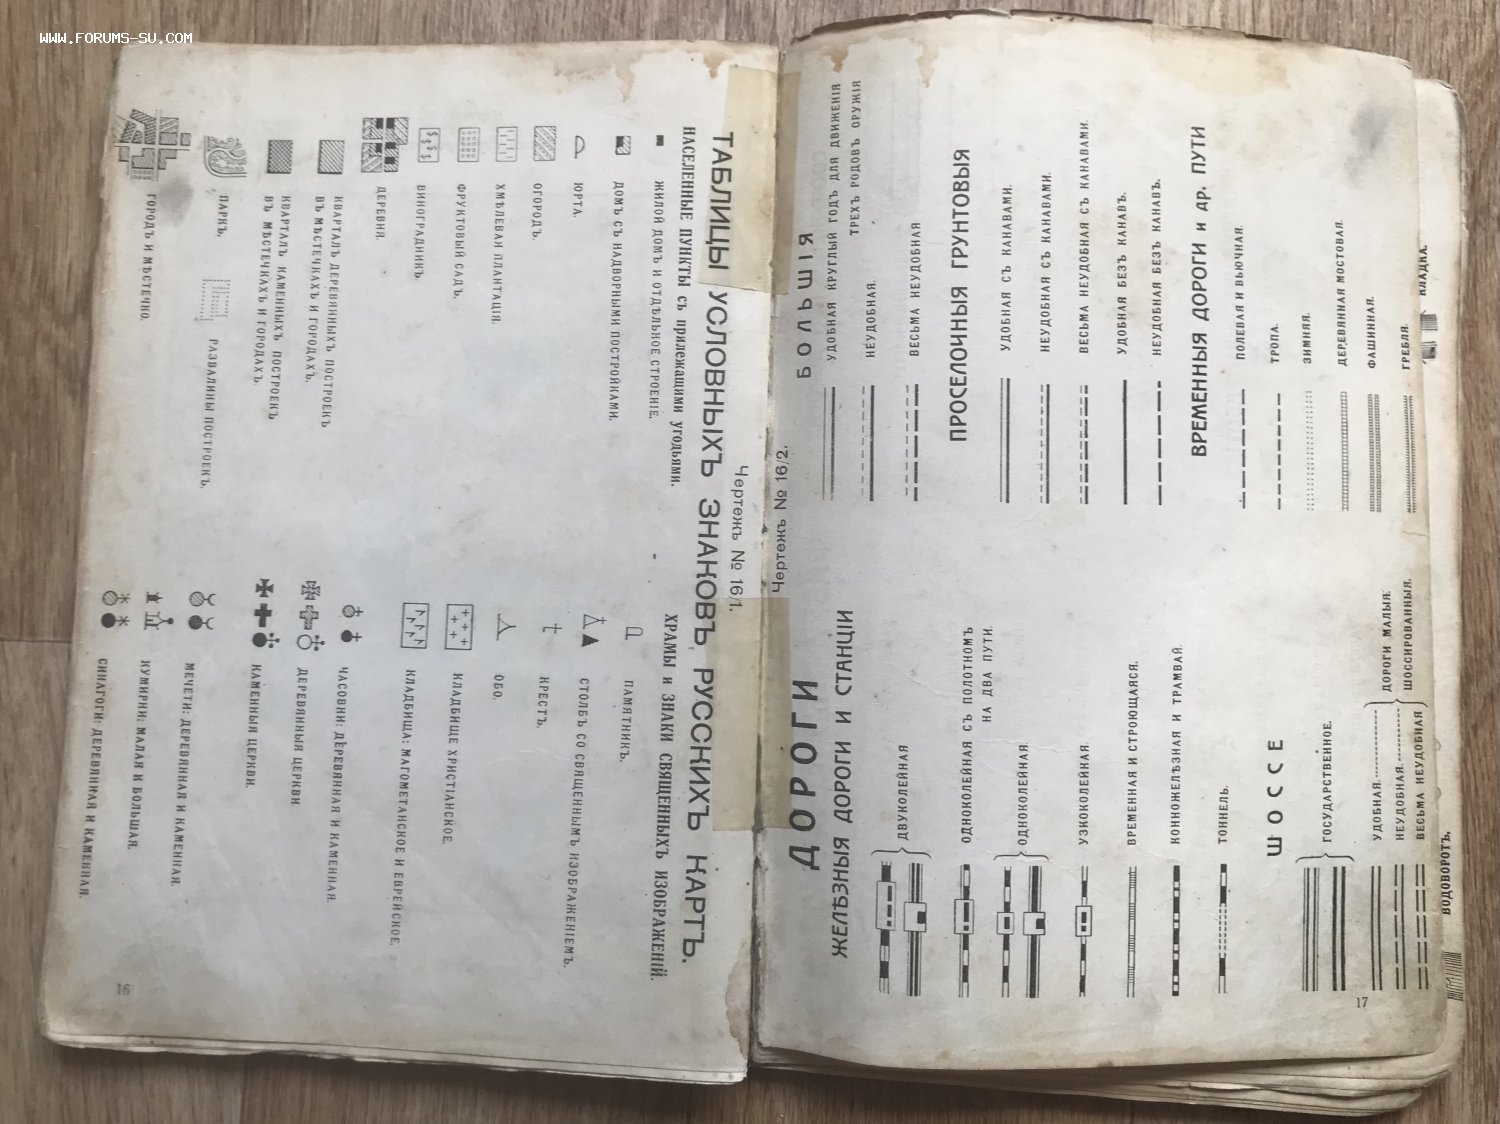 WWW.FORUMS-SU.COM
Чертежъ № 16/1.
ТАБЛИЦЫ УСЛОВНЫХЪ ЗНАКОВЪ РУССКИХЪ КАРТЪ.
НАСЕЛЕННЫЕ ПУНКТЫ съ прилежащими угодьями.
ЖИЛОЙ ДОМЪ И ОТДѢЛЬНОЕ СТРОЕНІЕ.
ДОМЪ СЪ НАДВОРНЫМИ ПОСТРОЙКАМИ.
ЮРТА.
ОГОРОДЪ.
ХМѢЛЕВАЯ ПЛАНТАЦІЯ.
ФРУКТОВЫЙ САДЪ.
ВИНОГРАДНИКЪ.
ДЕРЕВНЯ.
КВАРТАЛЪ ДЕРЕВЯННЫХЪ ПОСТРОЕКЪ
ВЪ МѢСТЕЧКАХЪ И ГОРОДАХЪ.
КВАРТАЛЪ КАМЕННЫХЪ ПОСТРОЕКЪ
ВЪ МѢСТЕЧКАХЪ И ГОРОДАХЪ.
ПАРКЪ.
РАЗВАЛИНЫ ПОСТРОЕКЪ.
ГОРОДЪ И МѢСТЕЧКО.
ХРАМЫ и ЗНАКИ СВЯЩЕННЫХЪ ИЗОБРАЖЕНІЙ.
ПАМЯТНИКЪ.
СТОЛБЪ СО СВЯЩЕННЫМЪ ИЗОБРАЖЕНІЕМЪ.
КРЕСТЪ.
ОБО.
КЛАДБИЩЕ ХРИСТІАНСКОЕ.
КЛАДБИЩА: МАГОМЕТАНСКОЕ И ЕВРЕЙСКОЕ.
ЧАСОВНИ: ДЕРЕВЯННАЯ И КАМЕННАЯ.
ДЕРЕВЯННЫЯ ЦЕРКВИ
КАМЕННЫЯ ЦЕРКВИ.
МЕЧЕТИ: ДЕРЕВЯННАЯ И КАМЕННАЯ.
КУМИРНИ: МАЛАЯ И БОЛЬШАЯ.
СИНАГОГИ: ДЕРЕВЯННАЯ И КАМЕННАЯ.
16
Чертежъ № 16/2.
ДОРОГИ
ЖЕЛѢЗНЫЯ ДОРОГИ И СТАНЦІИ
ДВУКОЛЕЙНАЯ
ОДНОКОЛЕЙНАЯ СЪ ПОЛОТНОМЪ
НА ДВА ПУТИ.
ОДНОКОЛЕЙНАЯ.
УЗКОКОЛЕЙНАЯ.
ВРЕМЕННАЯ И СТРОЮЩАЯСЯ.
КОННОЖЕЛѢЗНАЯ И ТРАМВАЙ.
ТОННЕЛЬ.
ШОССЕ
ГОСУДАРСТВЕННОЕ.
УДОБНАЯ.
НЕУДОБНАЯ.
ВЕСЬМА НЕУДОБНАЯ
ДОРОГИ МАЛЫЯ.
ШОССИРОВАННЫЯ.
БОЛЬШІЯ
УДОБНАЯ КРУГЛЫЙ ГОДЪ ДЛЯ ДВИЖЕНІЯ
ТРЕХЪ РОДОВЪ ОРУЖІЯ
НЕУДОБНАЯ.
ВЕСЬМА НЕУДОБНАЯ
ПРОСЕЛОЧНЫЯ ГРУНТОВЫЯ
УДОБНАЯ СЪ КАНАВАМИ.
НЕУДОБНАЯ СЪ КАНАВАМИ.
ВЕСЬМА НЕУДОБНАЯ СЪ КАНАВАМИ.
УДОБНАЯ БЕЗЪ КАНАВЪ.
НЕУДОБНАЯ БЕЗЪ КАНАВЪ.
ВРЕМЕННЫЯ ДОРОГИ и др. ПУТИ
ПОЛЕВАЯ И ВЬЮЧНАЯ.
ТРОПА.
ЗИМНЯЯ.
ДЕРЕВЯННАЯ МОСТОВАЯ.
ФАШИННАЯ.
ГРЕБЛЯ.
17
КЛАДКА.
ВОДОВОРОТЪ.